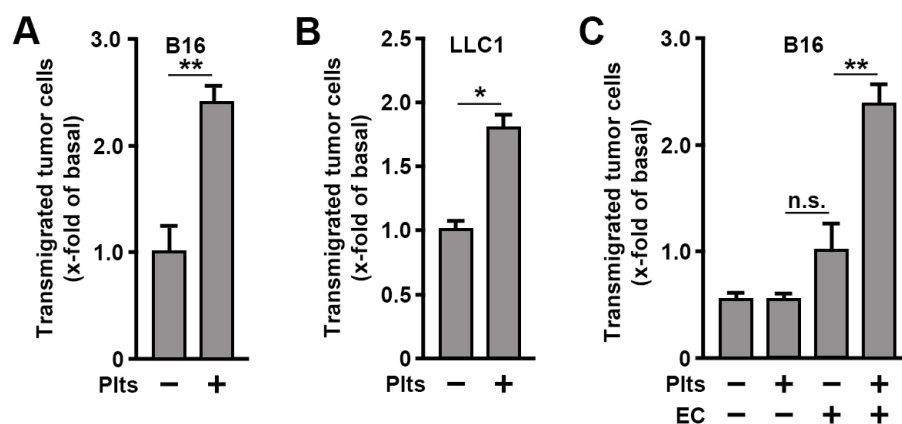 A
B16
Transmigrated tumor cells
(x-fold of basal)
3.0
2.0
1.0
0
**
Plts − +
B
LLC1
Transmigrated tumor cells
(x-fold of basal)
2.5
2.0
1.5
1.0
0.5
0
*
Plts − +
C
B16
Transmigrated tumor cells
(x-fold of basal)
3.0
2.0
1.0
0
**
n.s.
Plts − + − +
EC − − + +